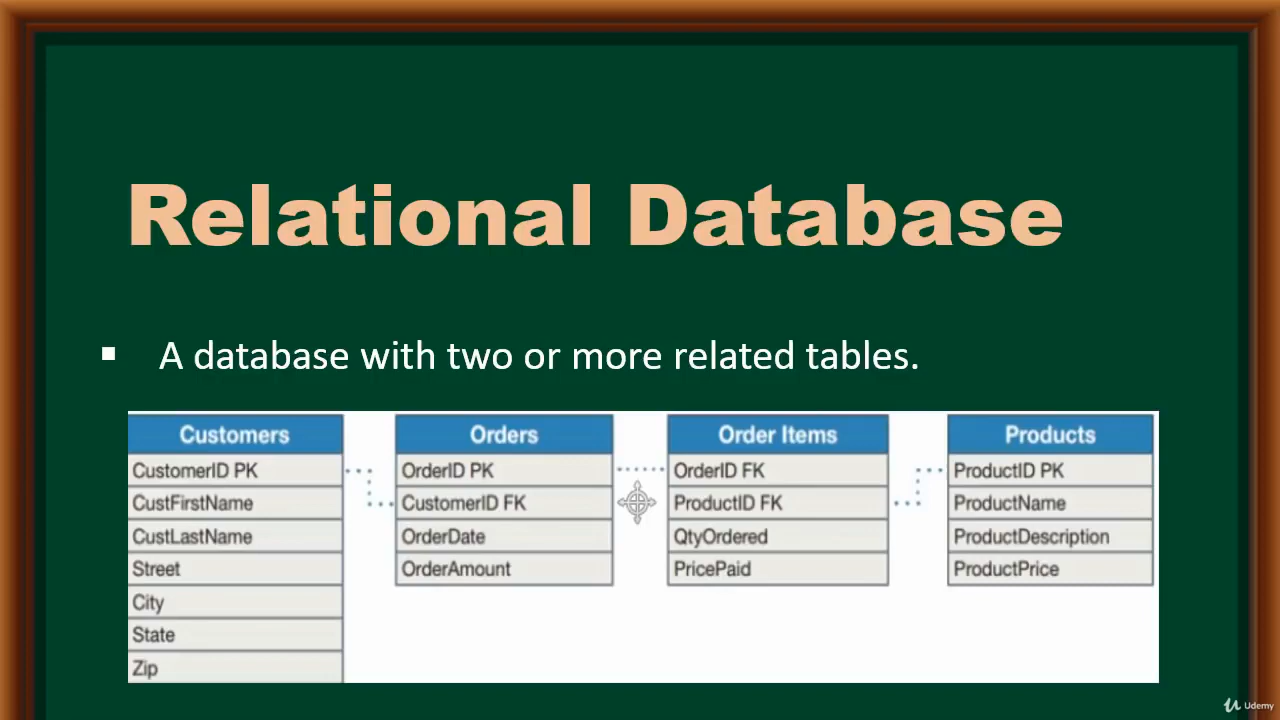 Relational Database
▪ A database with two or more related tables.
Customers
CustomerID PK
CustFirstName
CustLastName
Street
City
State
Zip
Orders
OrderID PK
CustomerID FK
OrderDate
OrderAmount
Order Items
OrderID FK
ProductID FK
QtyOrdered
PricePaid
Products
ProductID PK
ProductName
ProductDescription
ProductPrice
Udemy